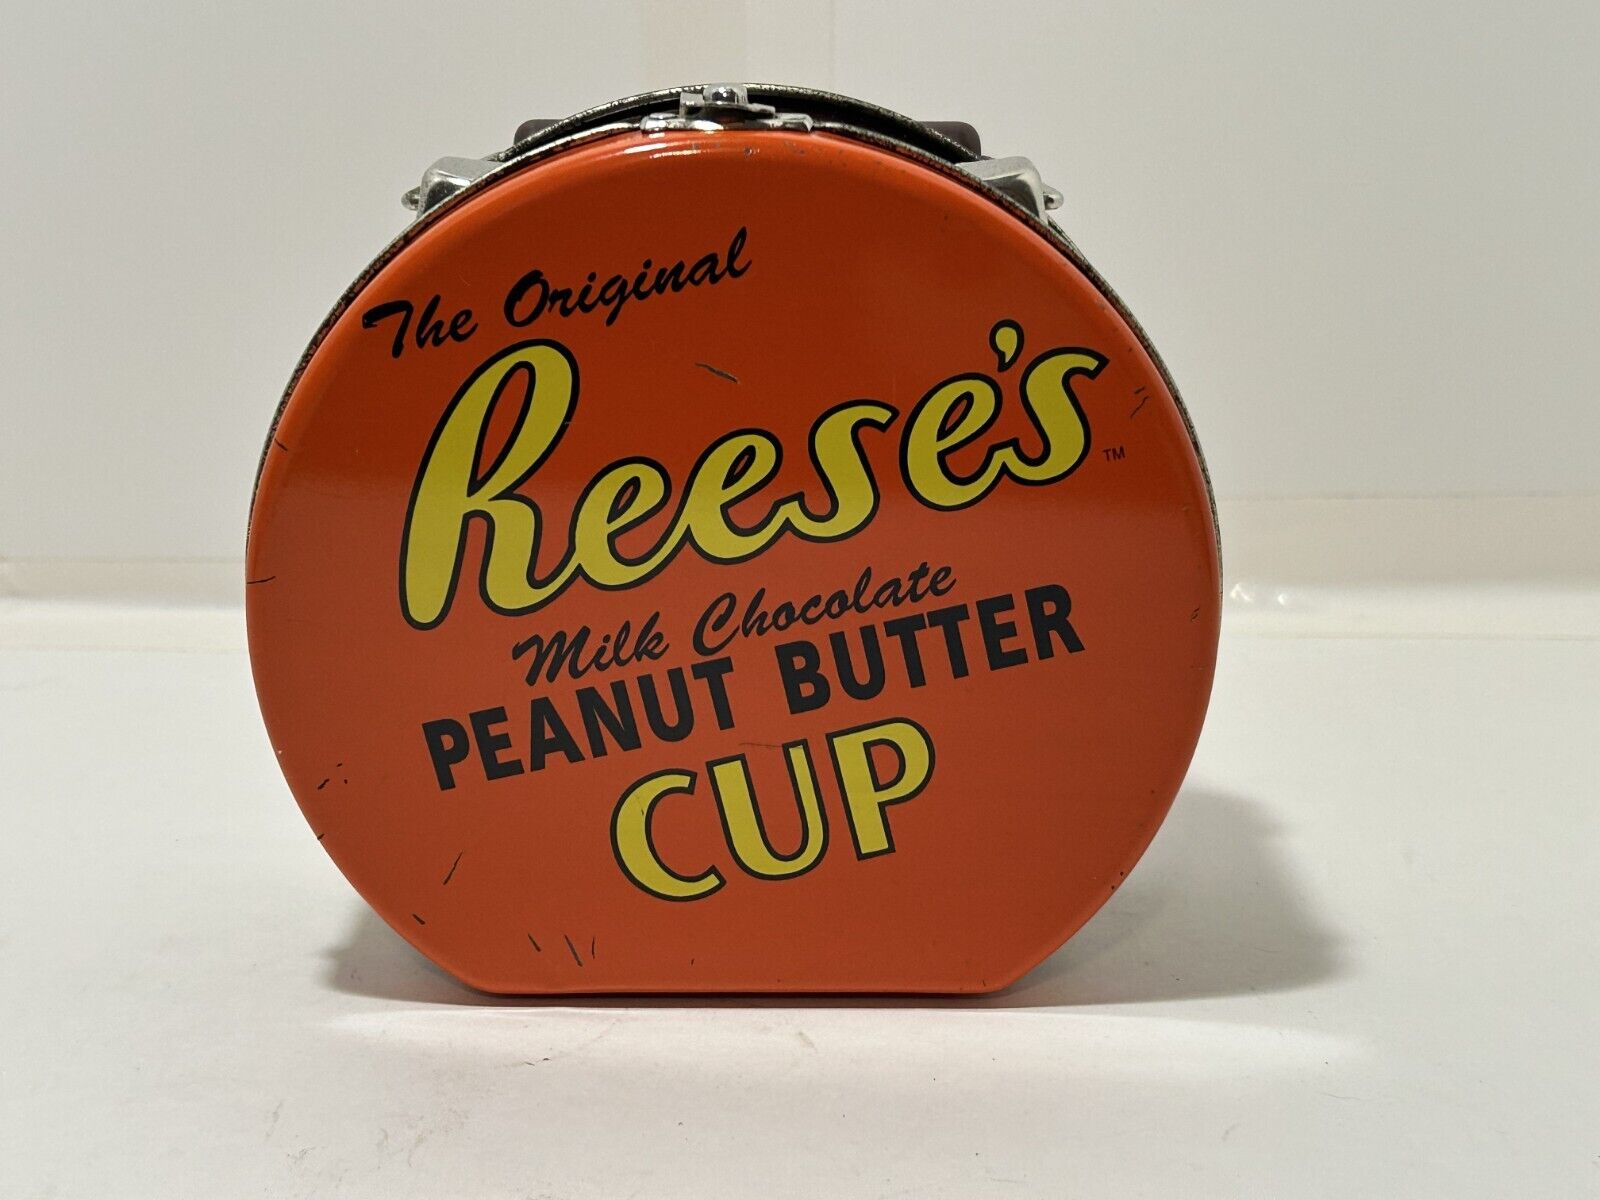 The Original
Reese's™
Milk Chocolate
PEANUT BUTTER
CUP